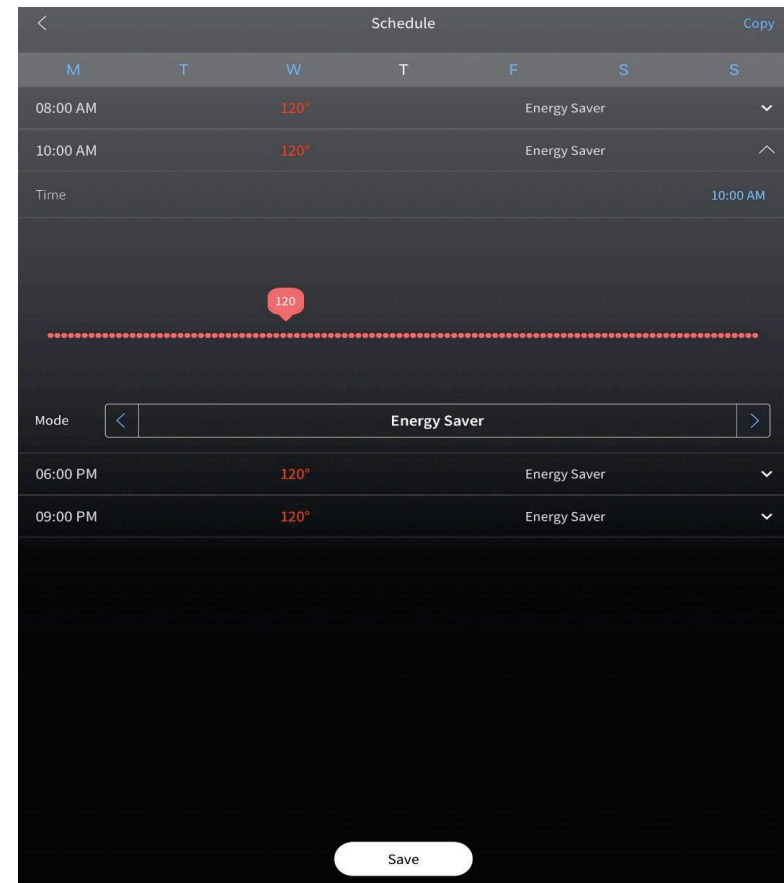 Schedule Copy
M T W T F S S
08:00 AM 120° Energy Saver
10:00 AM 120° Energy Saver
Time 10:00 AM
120
Mode Energy Saver
06:00 PM 120° Energy Saver
09:00 PM 120° Energy Saver
Save